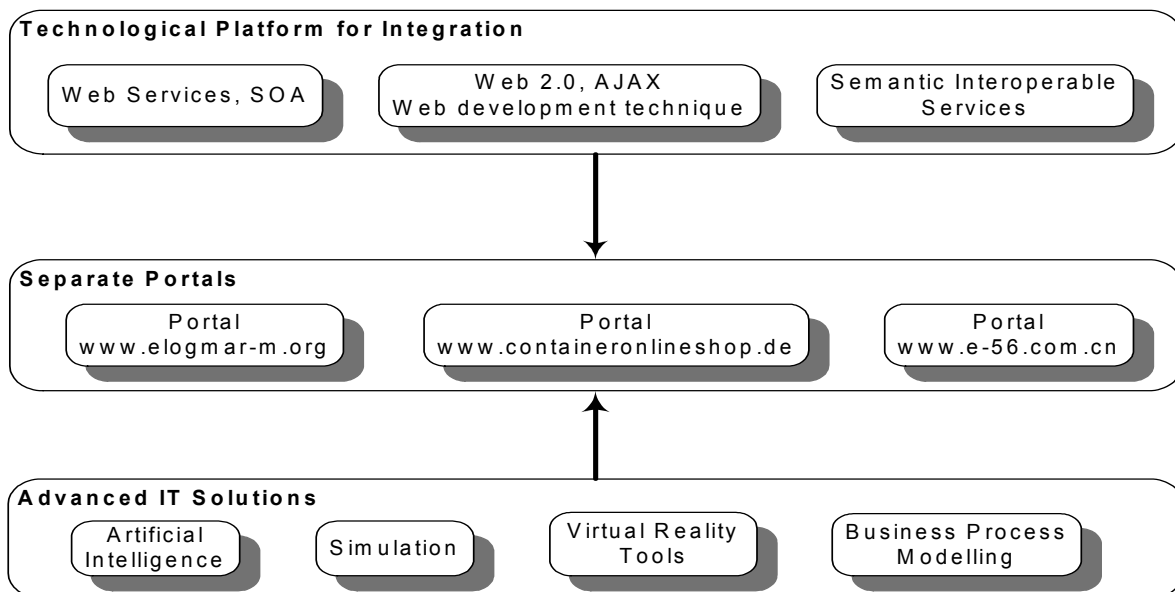 Technological Platform for Integration
Web Services, SOA
Web 2.0, AJAX
Web development technique
Semantic Interoperable
Services
Separate Portals
Portal
www.elogmar-m.org
Portal
www.containeronlineshop.de
Portal
www.e-56.com.cn
Advanced IT Solutions
Artificial
Intelligence
Simulation
Virtual Reality
Tools
Business Process
Modelling